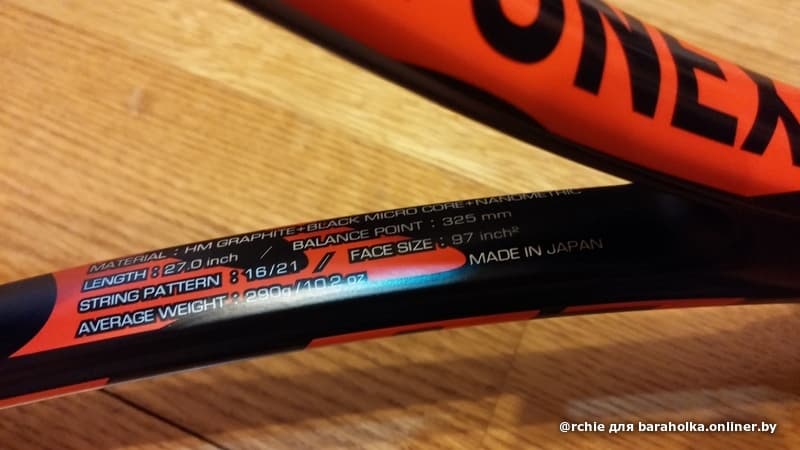 ONEX
MATERIAL : HM GRAPHITE+BLACK MICRO CORE+NANOMETRIC
LENGTH : 27.0 inch / BALANCE POINT : 325 mm
STRING PATTERN : 16/21 / FACE SIZE : 97 inch²
AVERAGE WEIGHT : 290g/10.2 oz MADE IN JAPAN
@rchie для baraholka.onliner.by